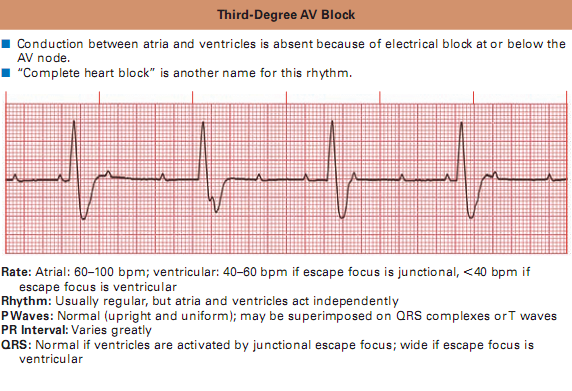 Third-Degree AV Block
■ Conduction between atria and ventricles is absent because of electrical block at or below the
AV node.
■ “Complete heart block” is another name for this rhythm.
Rate: Atrial: 60–100 bpm; ventricular: 40–60 bpm if escape focus is junctional, <40 bpm if
escape focus is ventricular
Rhythm: Usually regular, but atria and ventricles act independently
P Waves: Normal (upright and uniform); may be superimposed on QRS complexes or T waves
PR Interval: Varies greatly
QRS: Normal if ventricles are activated by junctional escape focus; wide if escape focus is
ventricular